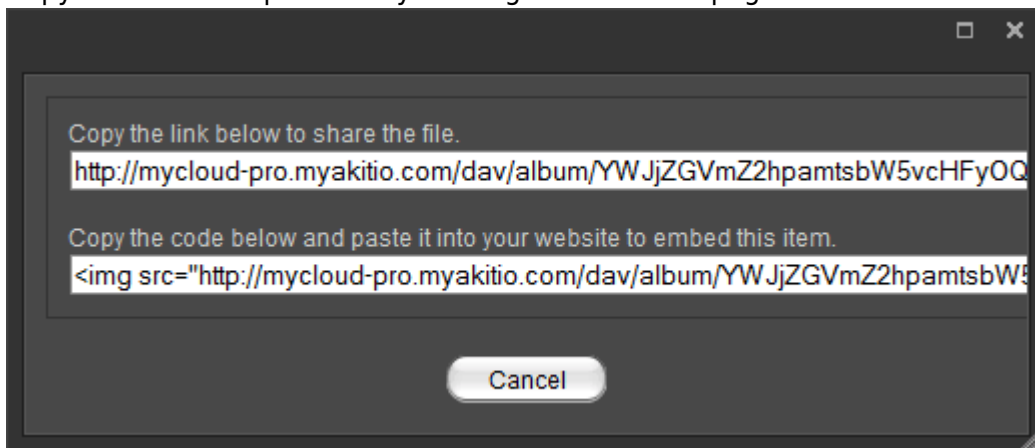 Copy the link below to share the file.
http://mycloud-pro.myakitio.com/dav/album/YWJjZGVmZ2hpamtsbW5vcHFyOQ
Copy the code below and paste it into your website to embed this item.
<img src="http://mycloud-pro.myakitio.com/dav/album/YWJjZGVmZ2hpamtsbW5
Cancel